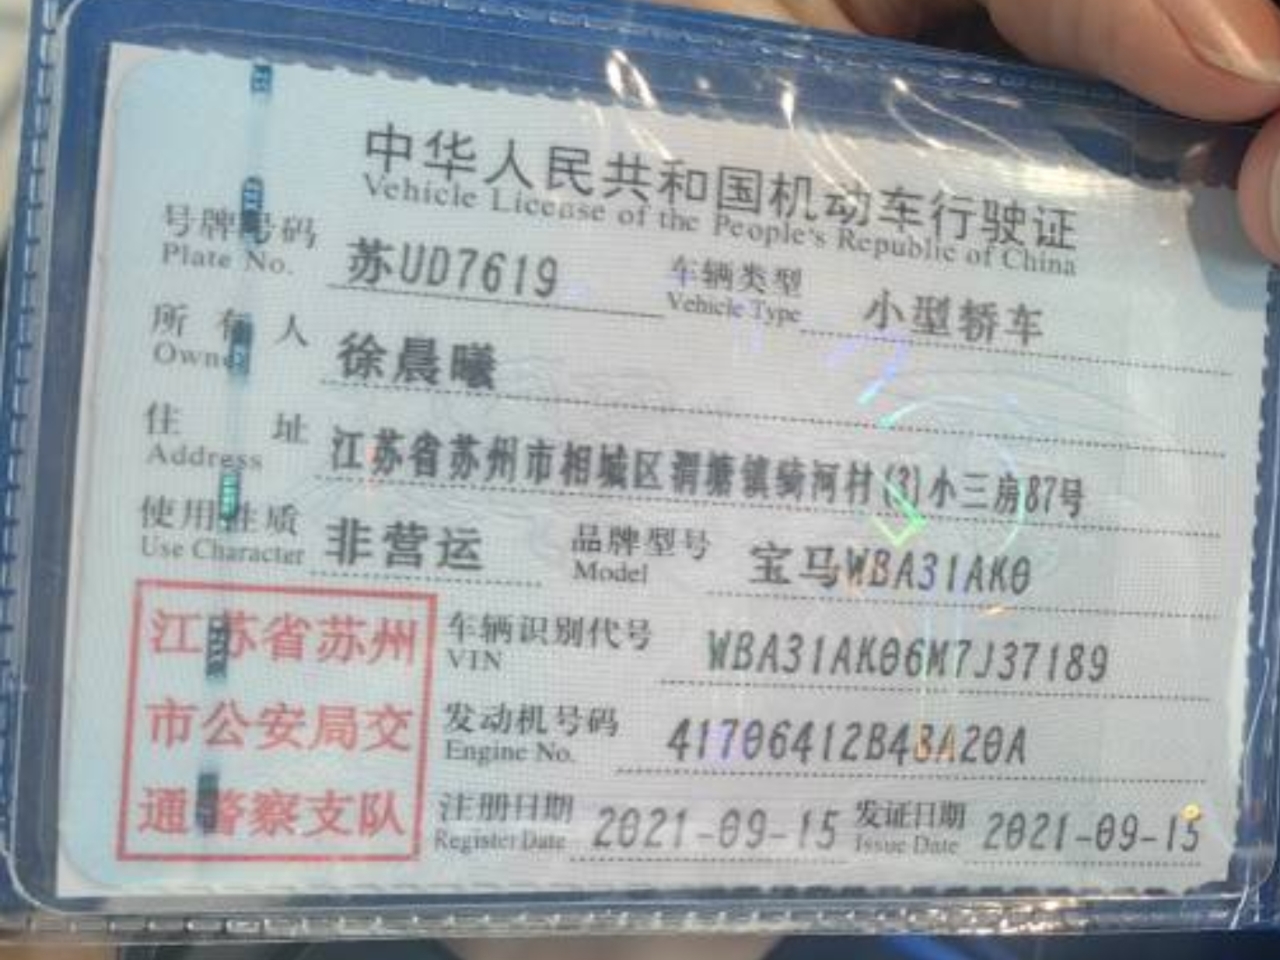 中华人民共和国机动车行驶证
Vehicle License of the People's Republic of China
号牌号码 苏UD7619 车辆类型 小型轿车
Plate No. Vehicle Type
所有人 徐晨曦
Owner
住址 江苏省苏州市相城区渭塘镇骑河村(3)小三房87号
Address
使用性质 非营运 品牌型号 宝马WBA31AK0
Use Character Model
江苏省苏州
市公安局交
通警察支队
车辆识别代号 WBA31AK06M7J37189
VIN
发动机号码 41706412B48A20A
Engine No.
注册日期 2021-09-15 发证日期 2021-09-15
Register Date Issue Date